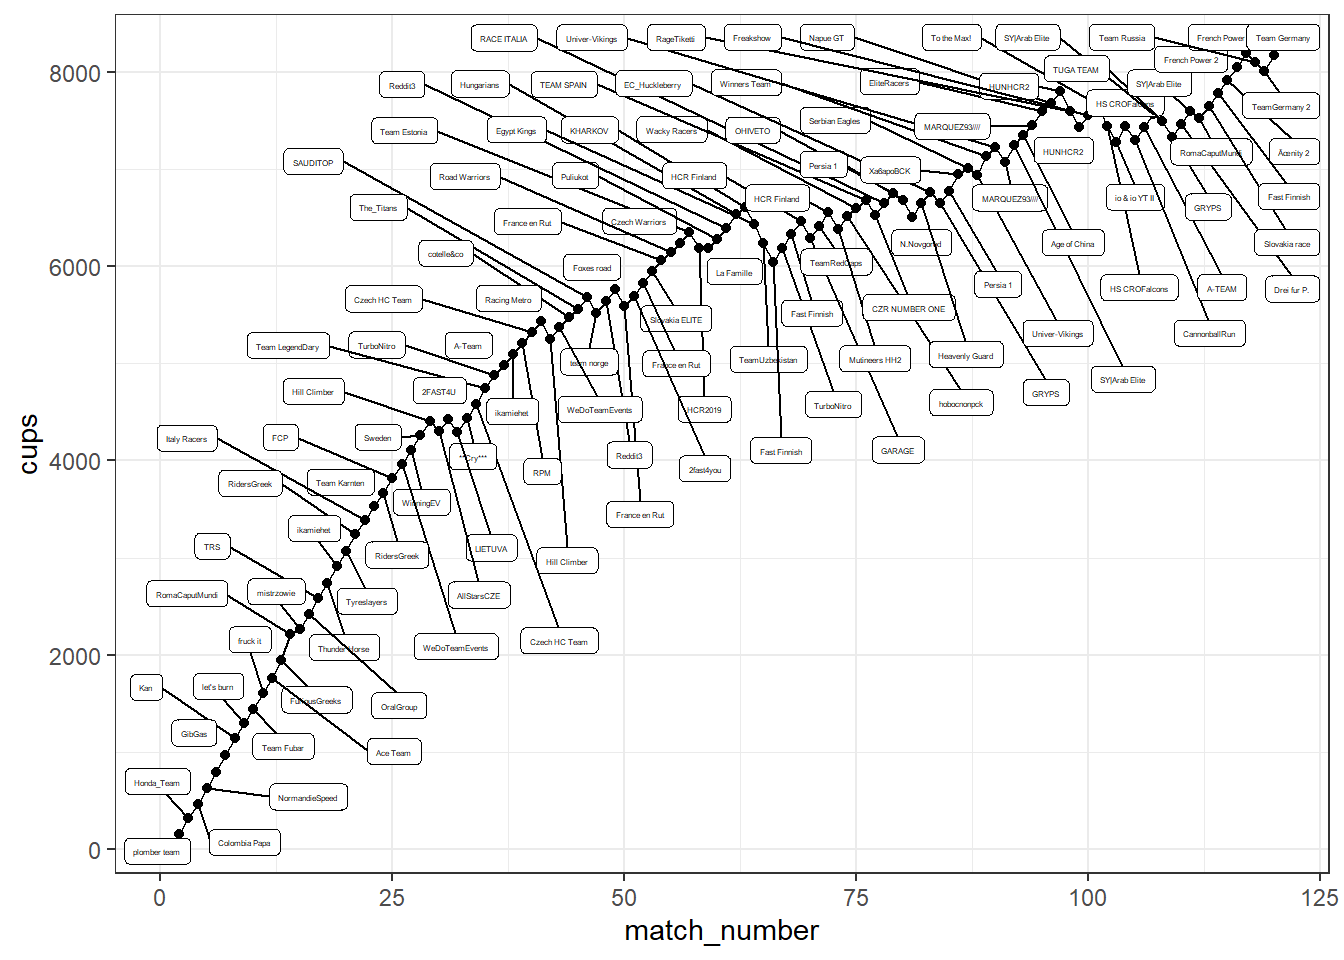 RACE ITALIA
Univer-Vikings
RageTiketti
Freakshow
Napue GT
To the Max!
SY|Arab Elite
Team Russia
French Power
Team Germany
French Power 2
8000
Reddit3
Hungarians
TEAM SPAIN
EC_Huckleberry
Winners Team
EliteRacers
HUNHCR2
TUGA TEAM
SY|Arab Elite
HS CROFalcons
TeamGermany 2
Team Estonia
Egypt Kings
KHARKOV
Wacky Racers
OHIVETO
Serbian Eagles
MARQUEZ93////
SAUDITOP
Road Warriors
Puliukot
HCR Finland
Persia 1
ХабароВСК
HUNHCR2
RomaCaputMundi
Acenity 2
The_Titans
France en Rut
Czech Warriors
HCR Finland
MARQUEZ93////
io & io YT II
GRYPS
Fast Finnish
cotelle&co
N.Novgorod
Age of China
Slovakia race
6000
Foxes road
La Famille
TeamRedCaps
Czech HC Team
Racing Metro
Slovakia ELITE
Fast Finnish
CZR NUMBER ONE
Persia 1
HS CROFalcons
A-TEAM
Drei fur P.
Team LegendDary
TurboNitro
A-Team
team norge
France en Rut
TeamUzbekistan
Mutineers HH2
Heavenly Guard
Univer-Vikings
CannonballRun
Hill Climber
2FAST4U
ikamiehet
WeDoTeamEvents
HCR2019
TurboNitro
hobocnonpck
GRYPS
SY|Arab Elite
Italy Racers
FCP
Sweden
**Cry***
Reddit3
2fast4you
Fast Finnish
GARAGE
4000
RidersGreek
Team Karnten
WinningEV
RPM
France en Rut
ikamiehet
TRS
RidersGreek
LIETUVA
Hill Climber
RomaCaputMundi
mistrzowie
Tyreslayers
AllStarsCZE
fruck it
Thunder Horse
WeDoTeamEvents
Czech HC Team
2000
Kan
let's burn
FuriousGreeks
OralGroup
GibGas
Team Fubar
Ace Team
Honda_Team
NormandieSpeed
plomber team
Colombia Papa
0
0
25
50
75
100
125
match_number
cups